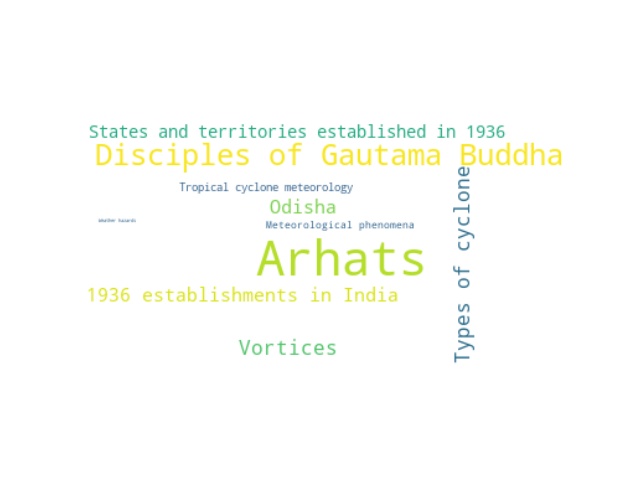 States and territories established in 1936
Disciples of Gautama Buddha
Tropical cyclone meteorology
Odisha
Weather hazards
Meteorological phenomena
Arhats
Types of cyclone
1936 establishments in India
Vortices